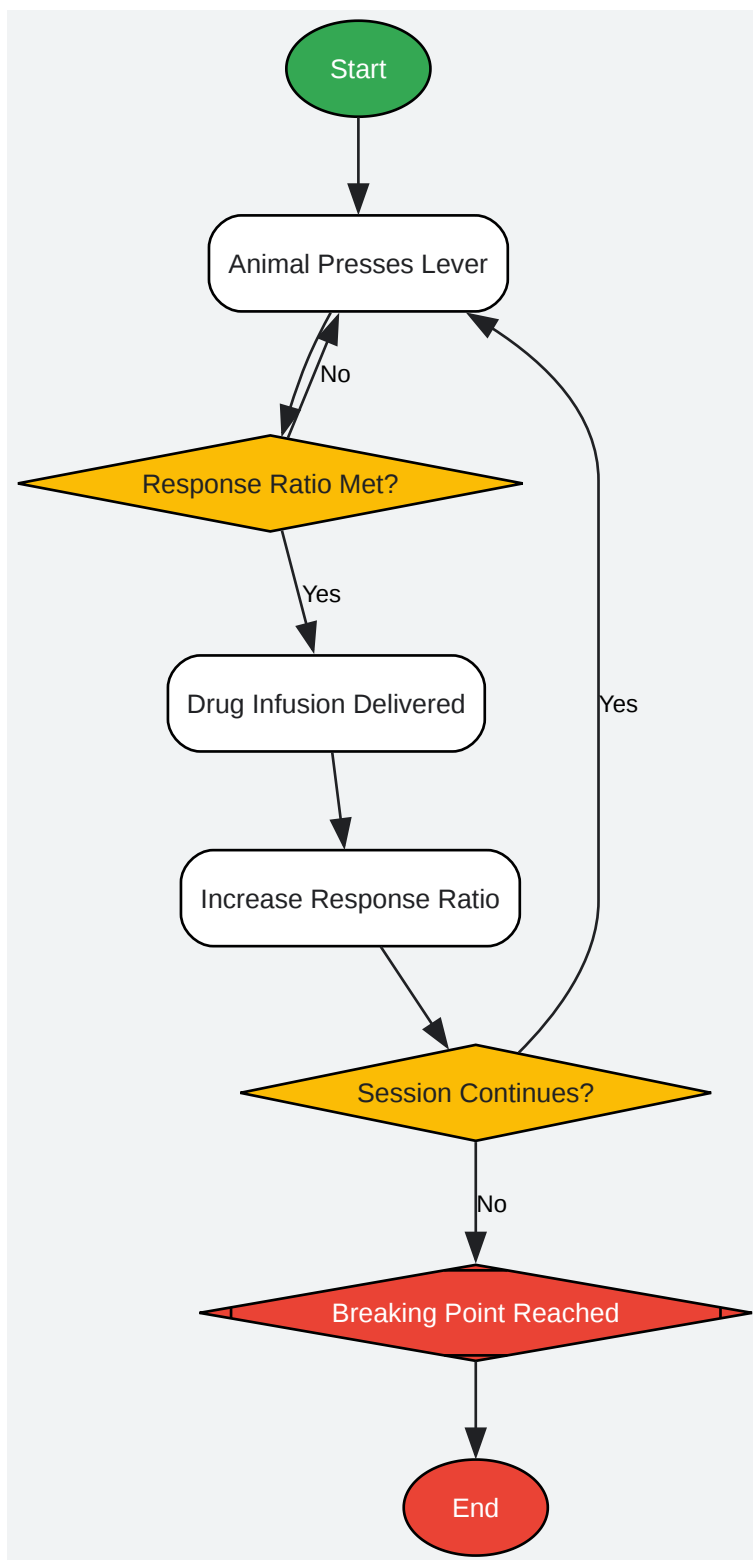 Start
Animal Presses Lever
No
Response Ratio Met?
Yes
Drug Infusion Delivered
Yes
Increase Response Ratio
Session Continues?
No
Breaking Point Reached
End